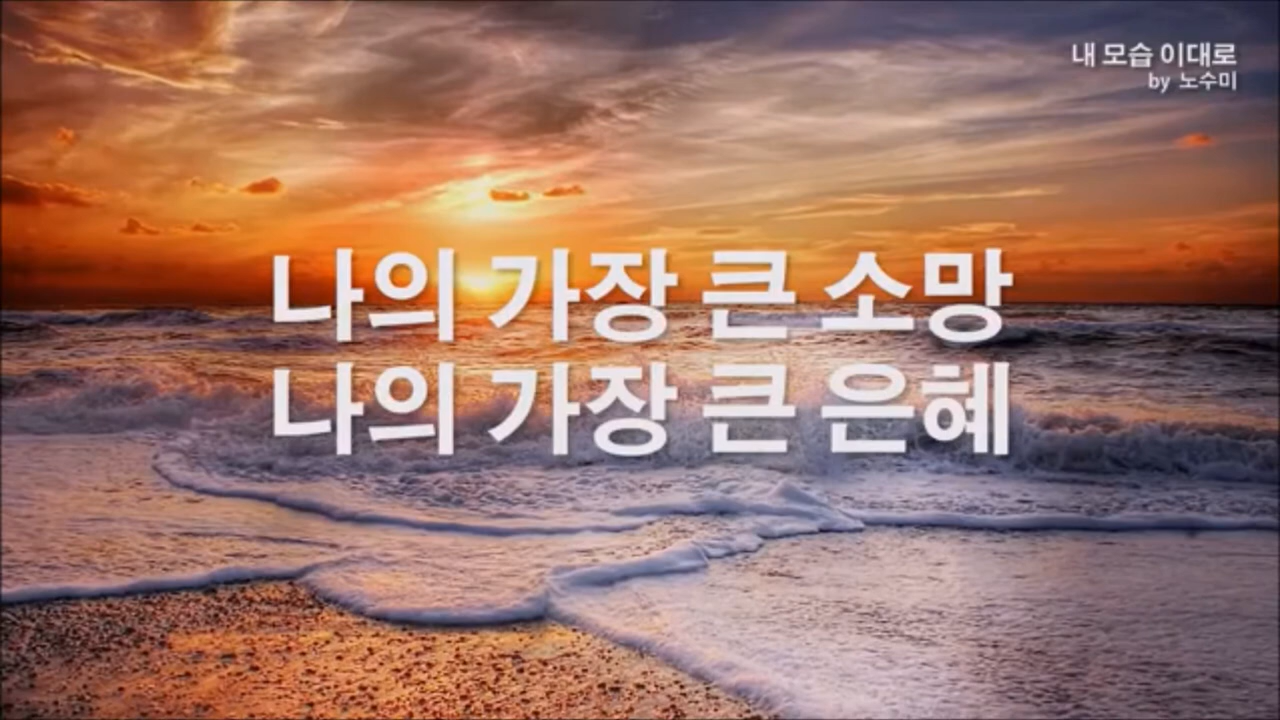 내 모습 이대로
by 노수미
나의 가장 큰 소망
나의 가장 큰 은혜